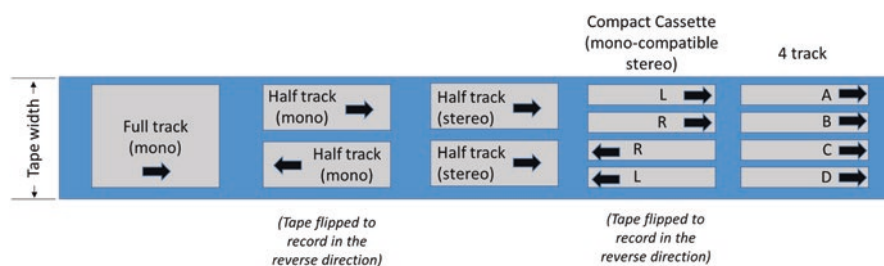 Compact Cassette
(mono-compatible
stereo)
4 track
Tape width
Full track
(mono)
Half track
(mono)
Half track
(mono)
Half track
(stereo)
Half track
(stereo)
L
R
R
L
A
B
C
D
(Tape flipped to
record in the
reverse direction)
(Tape flipped to
record in the
reverse direction)